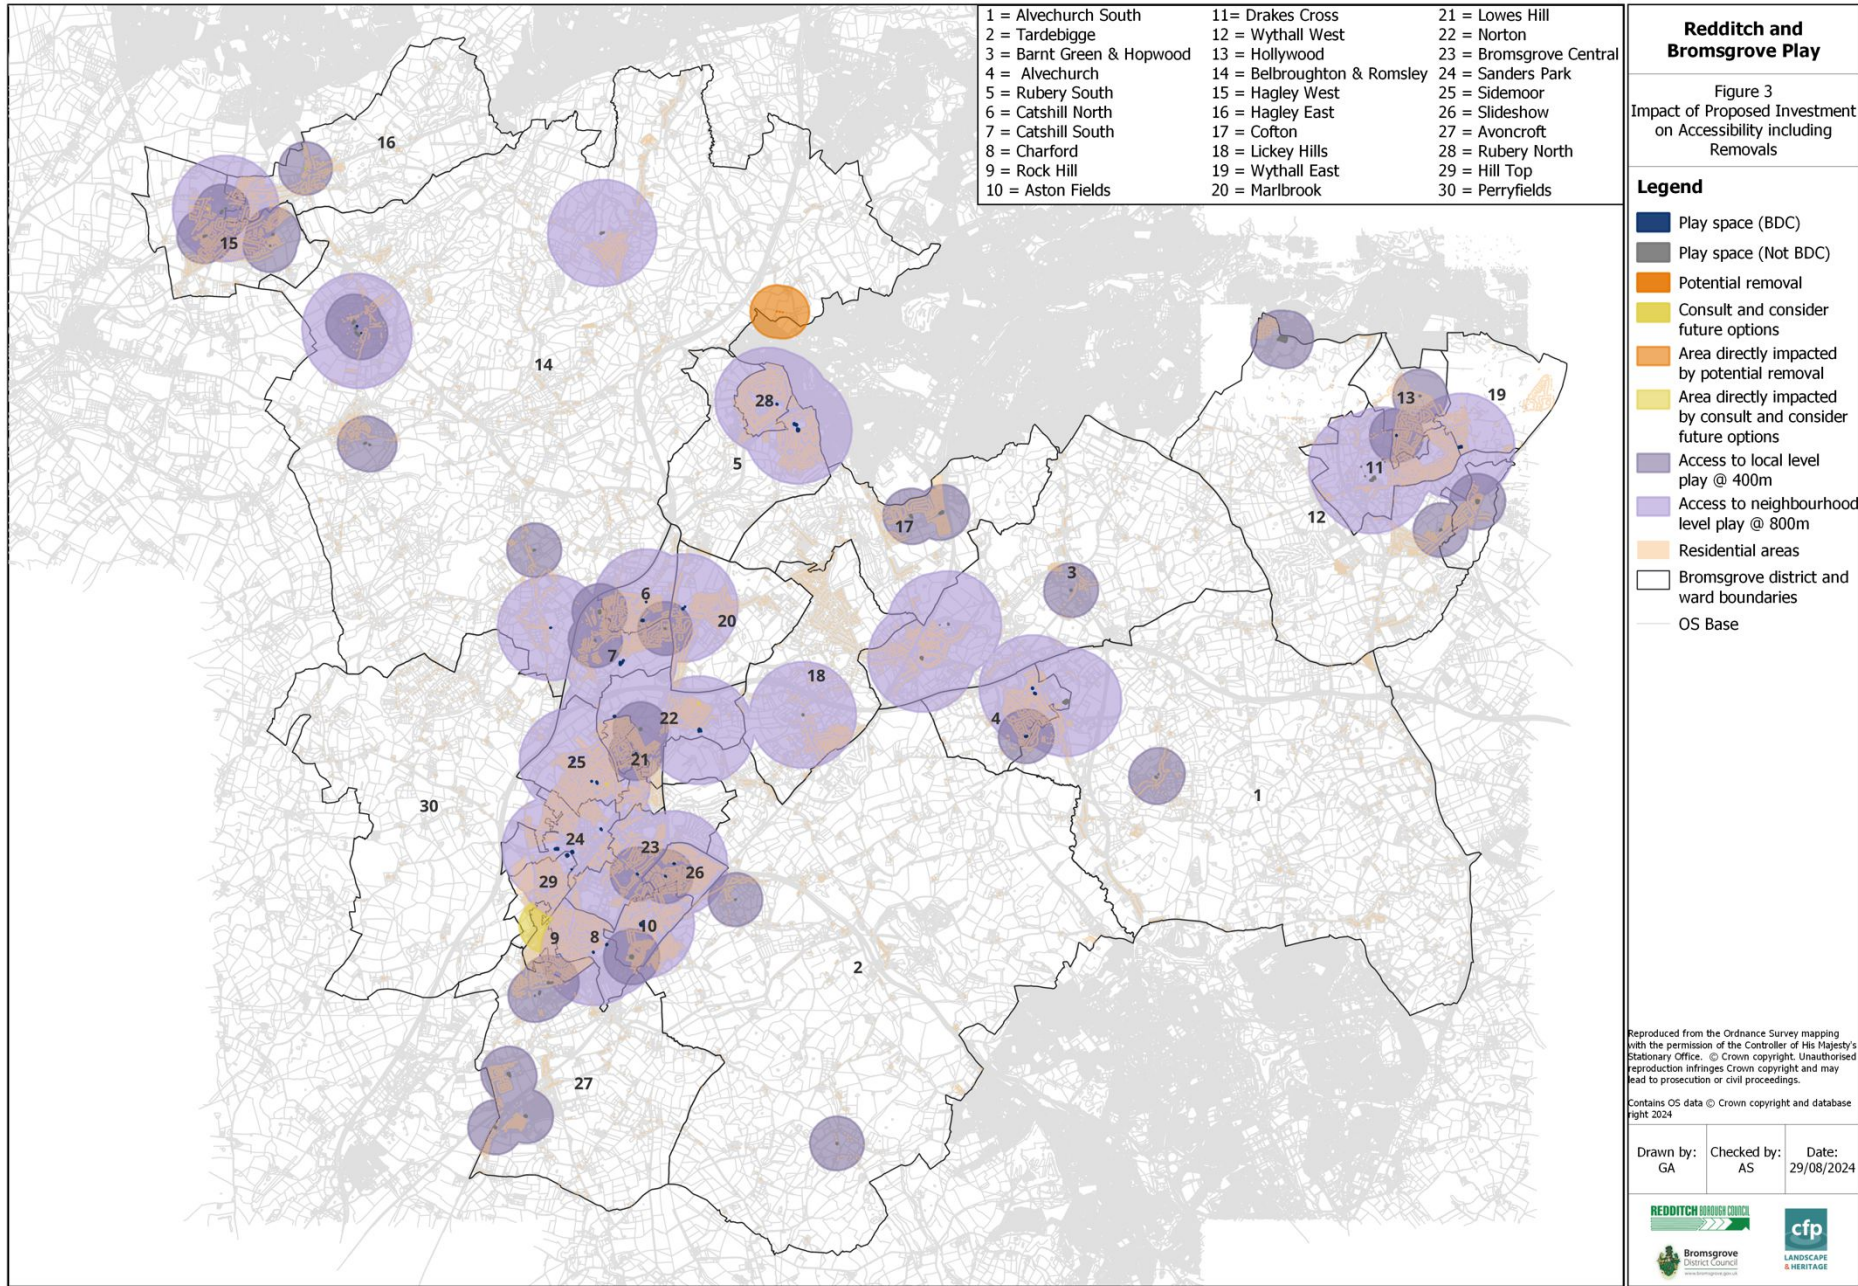 1 = Alvechurch South
2 = Tardebigge
3 = Barnt Green & Hopwood
4 = Alvechurch
5 = Rubery South
6 = Catshill North
7 = Catshill South
8 = Charford
9 = Rock Hill
10 = Aston Fields
11= Drakes Cross
12 = Wythall West
13 = Hollywood
14 = Belbroughton & Romsley
15 = Hagley West
16 = Hagley East
17 = Cofton
18 = Lickey Hills
19 = Wythall East
20 = Marlbrook
21 = Lowes Hill
22 = Norton
23 = Bromsgrove Central
24 = Sanders Park
25 = Sidemoor
26 = Slideshow
27 = Avoncroft
28 = Rubery North
29 = Hill Top
30 = Perryfields
16
15
14
28
5
13
19
11
12
17
3
6
20
7
18
22
4
21
25
30
1
24
23
26
29
10
9
8
2
27
Redditch and
Bromsgrove Play
Figure 3
Impact of Proposed Investment
on Accessibility including
Removals
Legend
Play space (BDC)
Play space (Not BDC)
Potential removal
Consult and consider
future options
Area directly impacted
by potential removal
Area directly impacted
by consult and consider
future options
Access to local level
play @ 400m
Access to neighbourhood
level play @ 800m
Residential areas
Bromsgrove district and
ward boundaries
OS Base
Reproduced from the Ordnance Survey mapping
with the permission of the Controller of His Majesty's
Stationary Office. © Crown copyright. Unauthorised
reproduction infringes Crown copyright and may
lead to prosecution or civil proceedings.
Contains OS data © Crown copyright and database
right 2024
Drawn by:
GA
Checked by:
AS
Date:
29/08/2024
REDDITCH BOROUGH COUNCIL
Bromsgrove
District Council
www.bromsgrove.gov.uk
cfp
LANDSCAPE
& HERITAGE